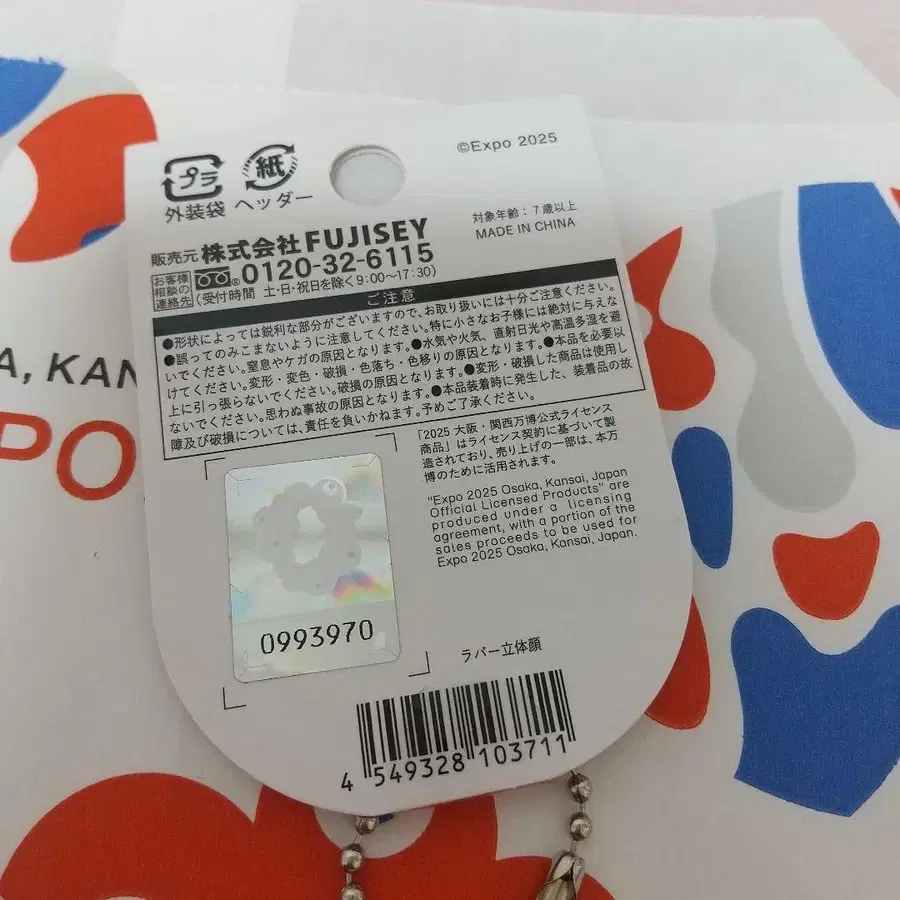 ©Expo 2025
プラ
紙
外装袋
ヘッダー
対象年齢：7歳以上
MADE IN CHINA
販売元 株式会社FUJISEY
お客様
相談の
連絡先
0120-32-6115
(受付時間 土・日・祝日を除く9:00～17:30)
ご注意
●形状によっては鋭利な部分がございますので、お取り扱いには十分ご注意ください。
●誤ってのみこまないように注意してください。特に小さなお子様には絶対に与えな
いでください。窒息やケガの原因となります。●水気や火気、直射日光や高温多湿を避
けてください。変形・変色・破損・色落ち・色移りの原因となります。●本品を必要以
上に引っ張らないでください。破損の原因となります。●変形・破損した商品は使用し
ないでください。思わぬ事故の原因となります。●本品装着時に発生した、装着品の故
障及び破損については、責任を負いかねます。予めご了承ください。
「2025 大阪・関西万博公式ライセンス
商品」はライセンス契約に基づいて製
造されており、売り上げの一部は、本万
博のために活用されます。
"Expo 2025 Osaka, Kansai, Japan
Official Licensed Products" are
produced under a licensing
agreement, with a portion of the
sales proceeds to be used for
Expo 2025 Osaka, Kansai, Japan.
0993970
ラバー立体顔
4 549328 103711
A, KAN
PO